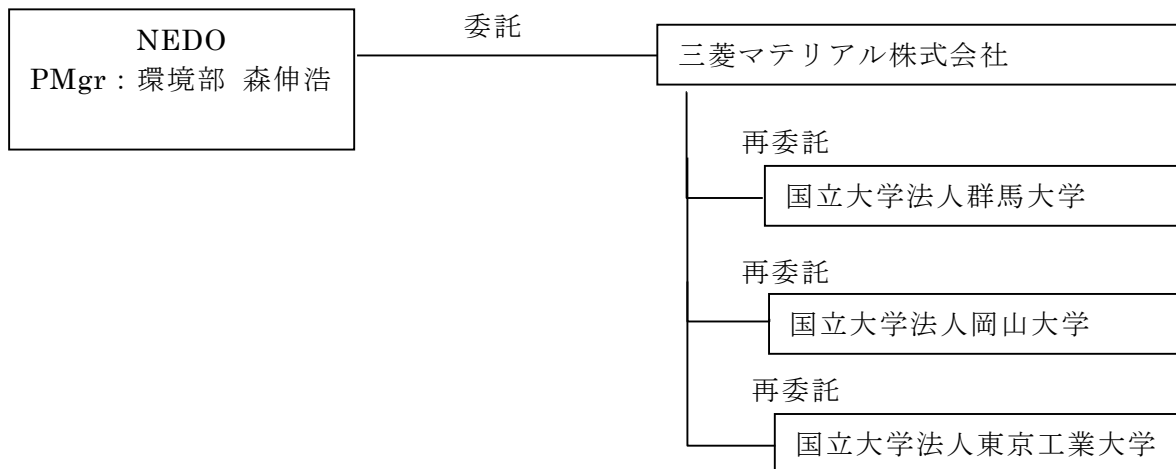 NEDO
PMgr：環境部 森伸浩
委託
三菱マテリアル株式会社
再委託
国立大学法人群馬大学
再委託
国立大学法人岡山大学
再委託
国立大学法人東京工業大学